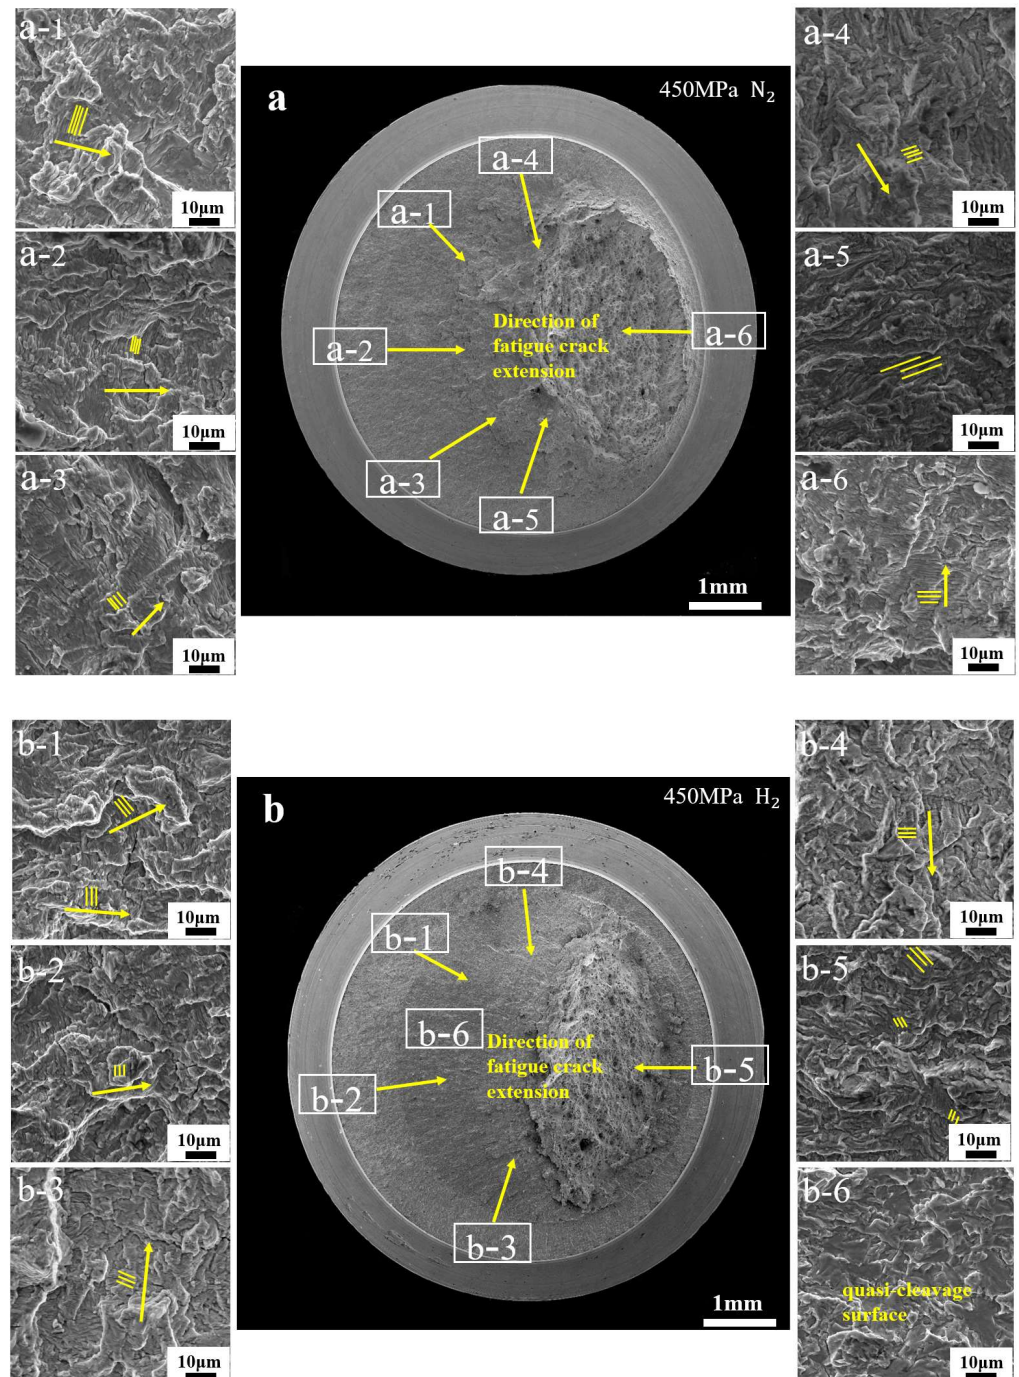 a-1
10μm
a-2
10μm
a-3
10μm
a
450MPa N₂
a-4
a-1
a-2
Direction of
fatigue crack
extension
a-6
a-3
a-5
1mm
a-4
10μm
a-5
10μm
a-6
10μm
b-1
10μm
b-2
10μm
b-3
10μm
b
450MPa H₂
b-4
b-1
b-6
Direction of
fatigue crack
extension
b-5
b-2
b-3
1mm
b-4
10μm
b-5
10μm
b-6
quasi-cleavage
surface
10μm